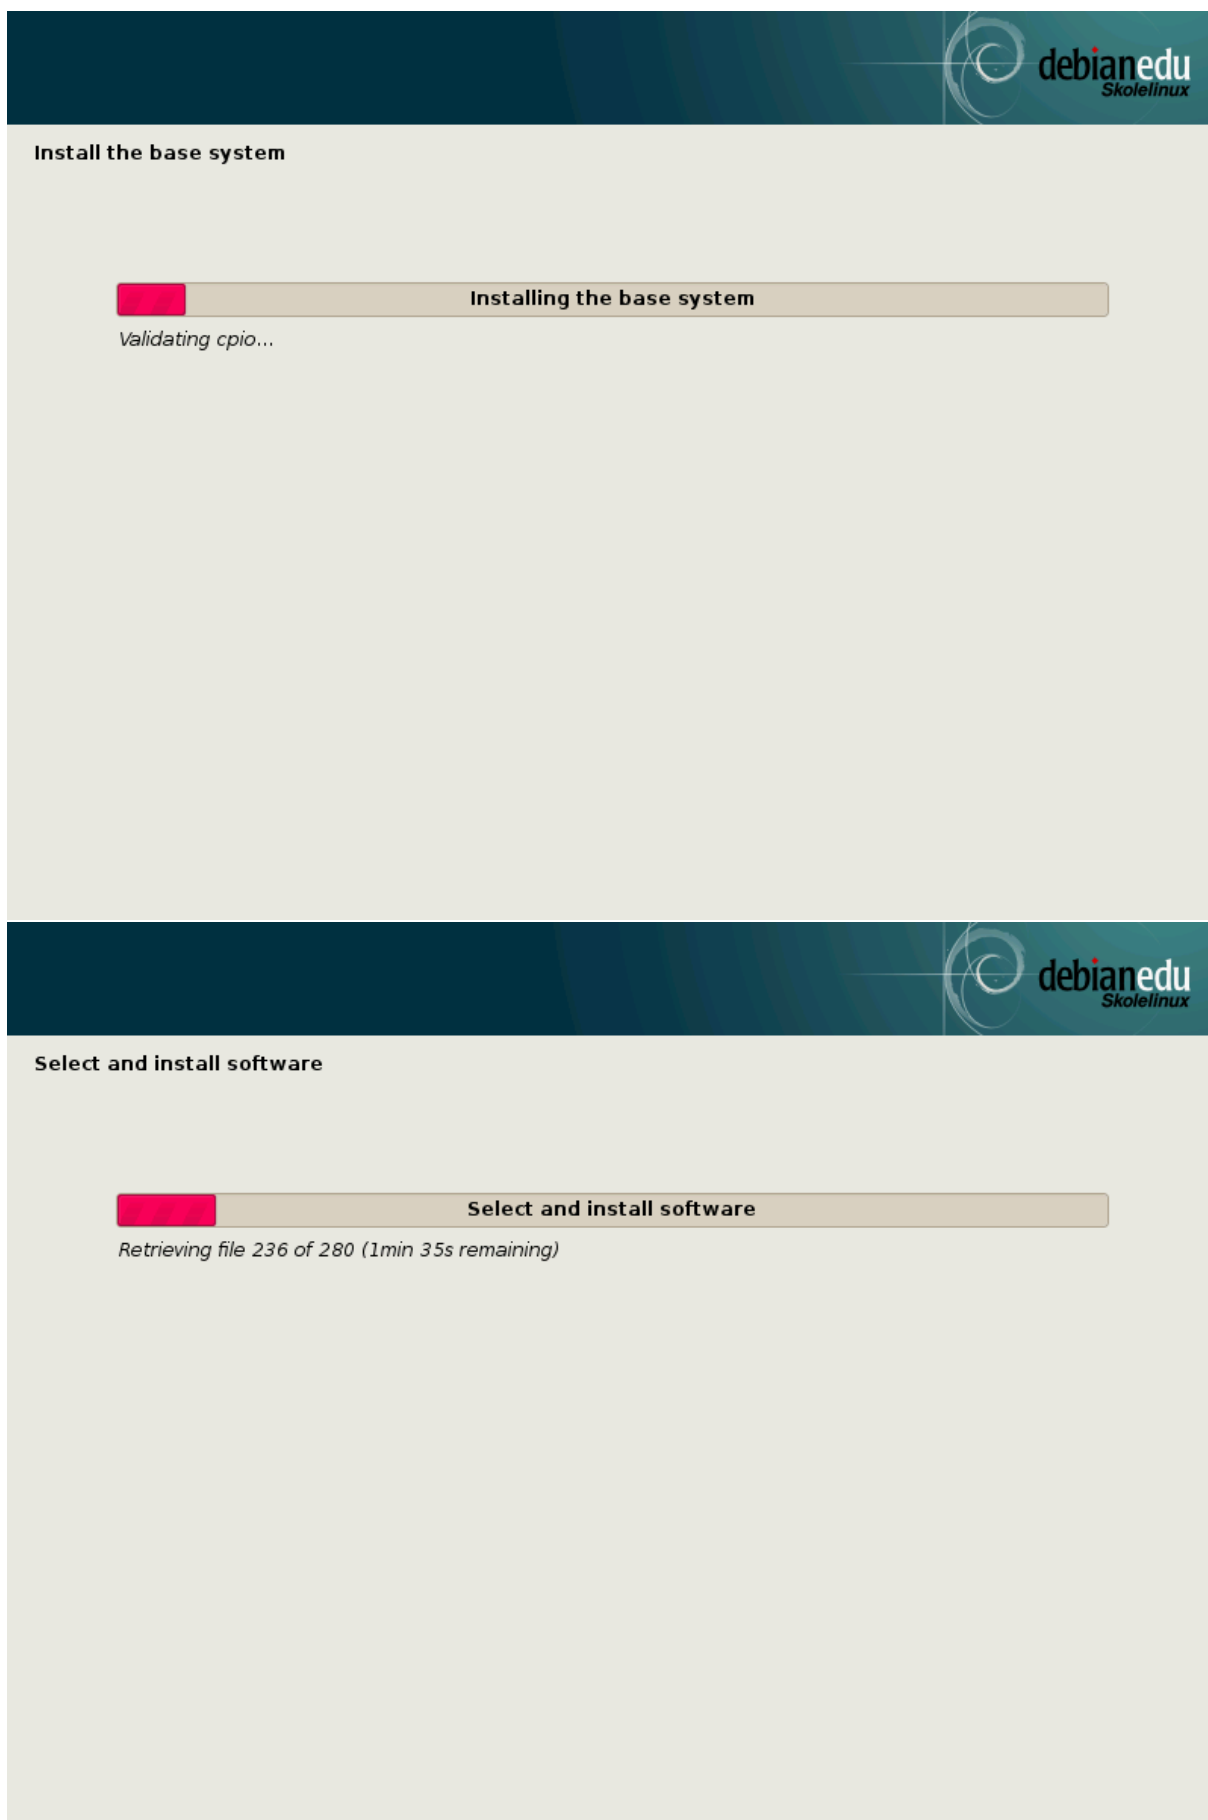 debianedu
Skolelinux
Install the base system
Installing the base system
Validating cpio...
debianedu
Skolelinux
Select and install software
Select and install software
Retrieving file 236 of 280 (1min 35s remaining)